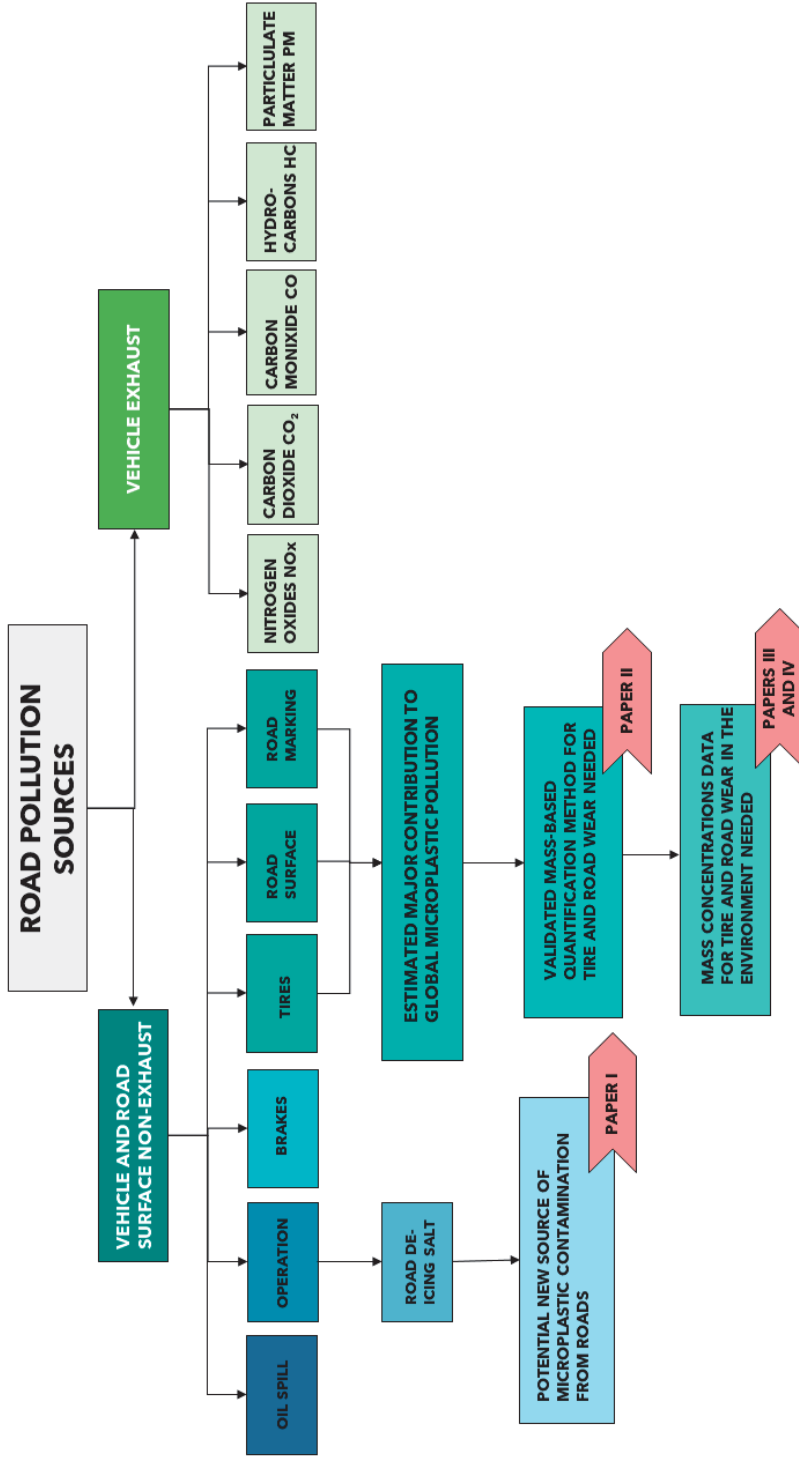 ROAD POLLUTION
SOURCES
VEHICLE AND ROAD
SURFACE NON-EXHAUST
VEHICLE EXHAUST
OIL SPILL
OPERATION
BRAKES
TIRES
ROAD
SURFACE
ROAD
MARKING
NITROGEN
OXIDES NOx
CARBON
DIOXIDE CO₂
CARBON
MONIXIDE CO
HYDRO-
CARBONS HC
PARTICLULATE
MATTER PM
ROAD DE-
ICING SALT
ESTIMATED MAJOR CONTRIBUTION TO
GLOBAL MICROPLASTIC POLLUTION
POTENTIAL NEW SOURCE OF
MICROPLASTIC CONTAMINATION
FROM ROADS
PAPER I
VALIDATED MASS-BASED
QUANTIFICATION METHOD FOR
TIRE AND ROAD WEAR NEEDED
PAPER II
MASS CONCENTRATIONS DATA
FOR TIRE AND ROAD WEAR IN THE
ENVIRONMENT NEEDED
PAPERS III
AND IV